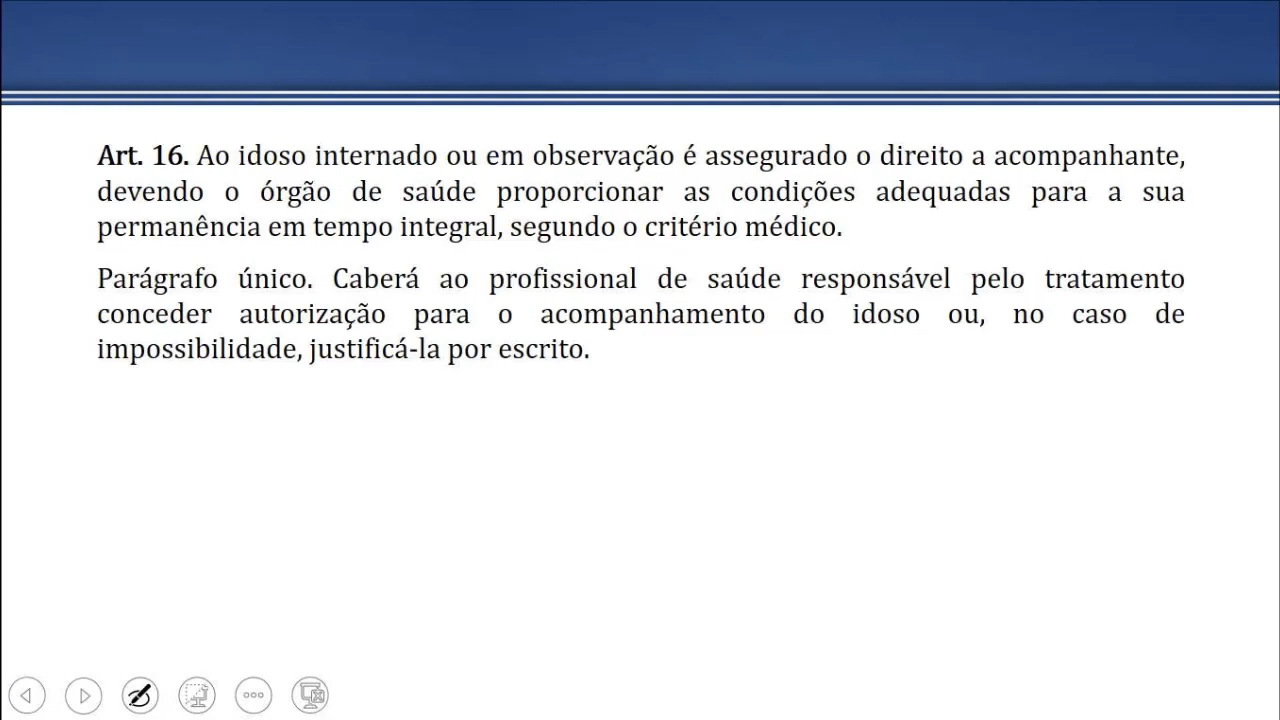 Art. 16. Ao idoso internado ou em observação é assegurado o direito a acompanhante,
devendo o órgão de saúde proporcionar as condições adequadas para a sua
permanência em tempo integral, segundo o critério médico.
Parágrafo único. Caberá ao profissional de saúde responsável pelo tratamento
conceder autorização para o acompanhamento do idoso ou, no caso de
impossibilidade, justificá-la por escrito.